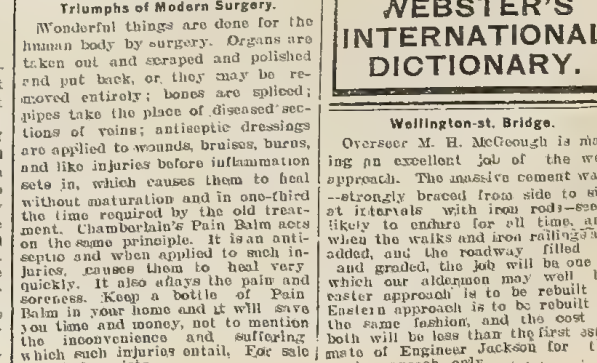 Triumphs of Modern Surgery.
Wonderful things are done for the
human body by surgery. Organs are
taken out and scraped and polished
and put back, or they may be re-
moved entirely; bones are spliced;
pipes take the place of diseased sec-
tions of veins; antiseptic dressings
are applied to wounds, bruises, burns,
and like injuries before inflammation
sets in, which causes them to heal
without maturation and in one-third
the time required by the old treat-
ment. Chamberlain's Pain Balm acts
on the same principle. It is an anti-
septic and when applied to such in-
juries, causes them to heal very
quickly. It also allays the pain and
soreness. Keep a bottle of Pain
Balm in your home and it will save
you time and money, not to mention
the inconvenience and suffering
which such injuries entail. For sale
WEBSTER'S
INTERNATIONAL
DICTIONARY.
Wellington-st. Bridge.
Overseer M. H. McGeough is
ing an excellent job of the
approach. The massive cement
--strongly braced from side to
at intervals with iron rods--
likely to endure for all time,
when the walks and iron railings
added, and the roadway filled
and graded, the job will be one
which our aldermen may well
easter approach is to be rebuilt
Eastern approach is to be rebuilt
the same fashion, and the cost
both will be less than the first
mate of Engineer Jackson for